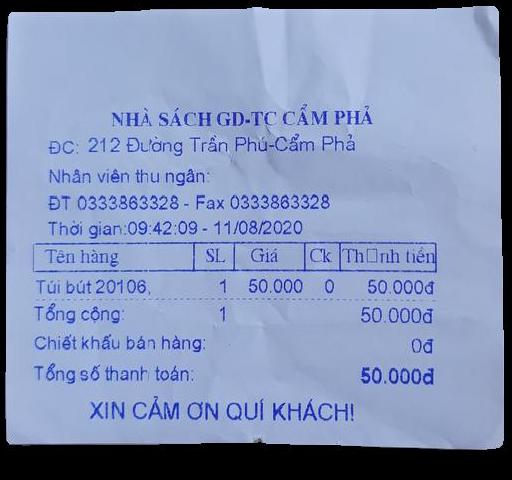 NHÀ SÁCH GD-TC CẨM PHẢ
ĐC: 212 Đường Trần Phú-Cẩm Phả
Nhân viên thu ngân:
ĐT 0333863328 - Fax 0333863328
Thời gian:09:42:09 - 11/08/2020
Tên hàng SL Giá Ck Th□nh tiền
Túi bút 20106, 1 50.000 0 50.000đ
Tổng cộng: 1 50.000đ
Chiết khấu bán hàng: 0đ
Tổng số thanh toán: 50.000đ
XIN CẢM ƠN QUÍ KHÁCH!